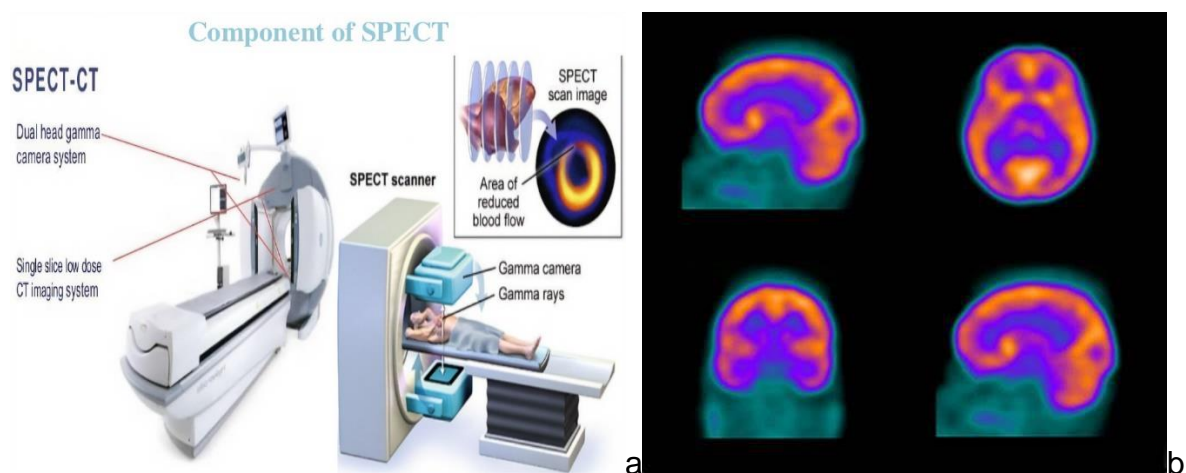 Component of SPECT
SPECT-CT
Dual head gamma
camera system
Single slice low dose
CT imaging system
SPECT scanner
SPECT
scan image
Area of
reduced
blood flow
Gamma camera
Gamma rays
a
b